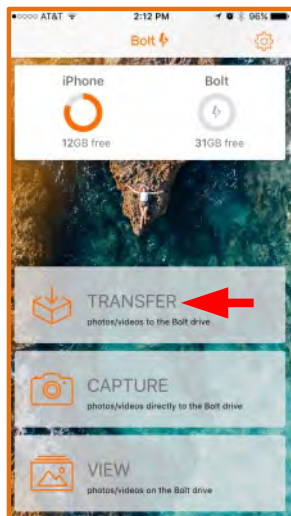 AT&T 2:12 PM 96%
Bolt
iPhone Bolt
12GB free 31GB free
TRANSFER
photos/videos to the Bolt drive
CAPTURE
photos/videos directly to the Bolt drive
VIEW
photos/videos on the Bolt drive